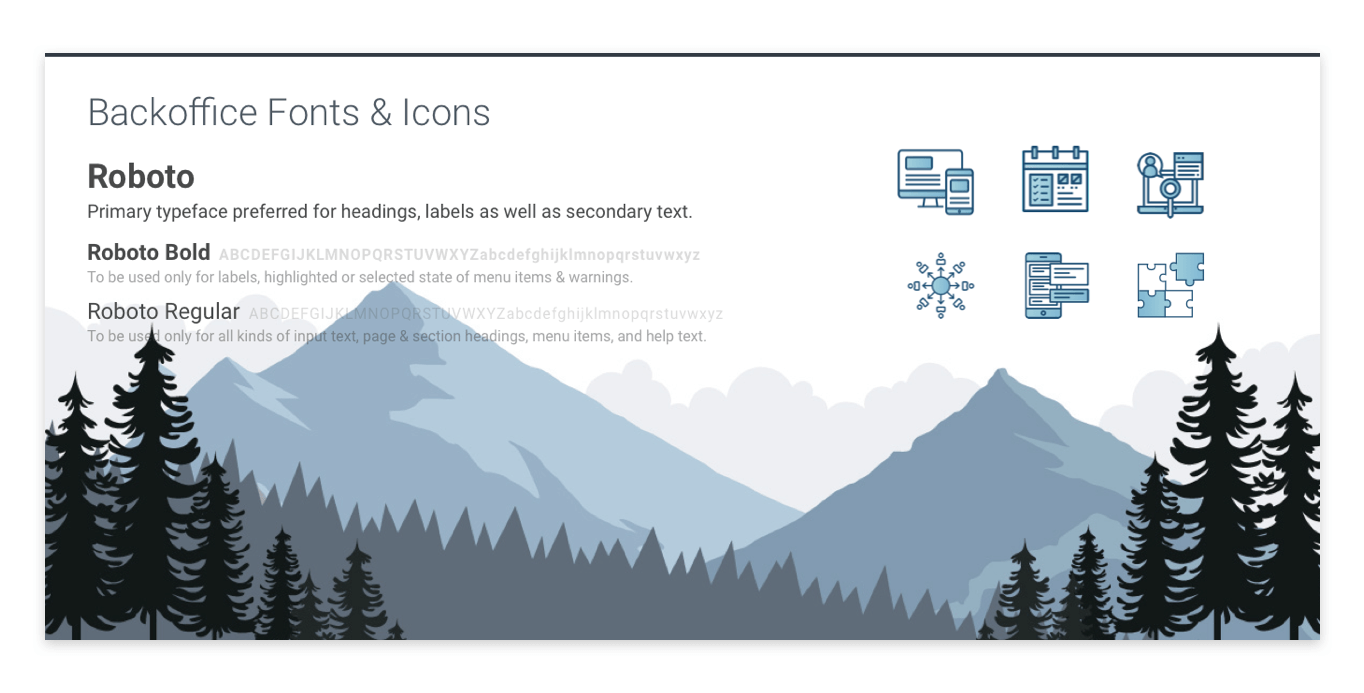 Backoffice Fonts & Icons
Roboto
Primary typeface preferred for headings, labels as well as secondary text.
Roboto Bold ABCDEFGIJKLMNOPQRSTUVWXYZabcdefghijklmnopqrstuvwxyz
To be used only for labels, highlighted or selected state of menu items & warnings.
Roboto Regular ABCDEFGIJKLMNOPQRSTUVWXYZabcdefghijklmnopqrstuvwxyz
To be used only for all kinds of input text, page & section headings, menu items, and help text.